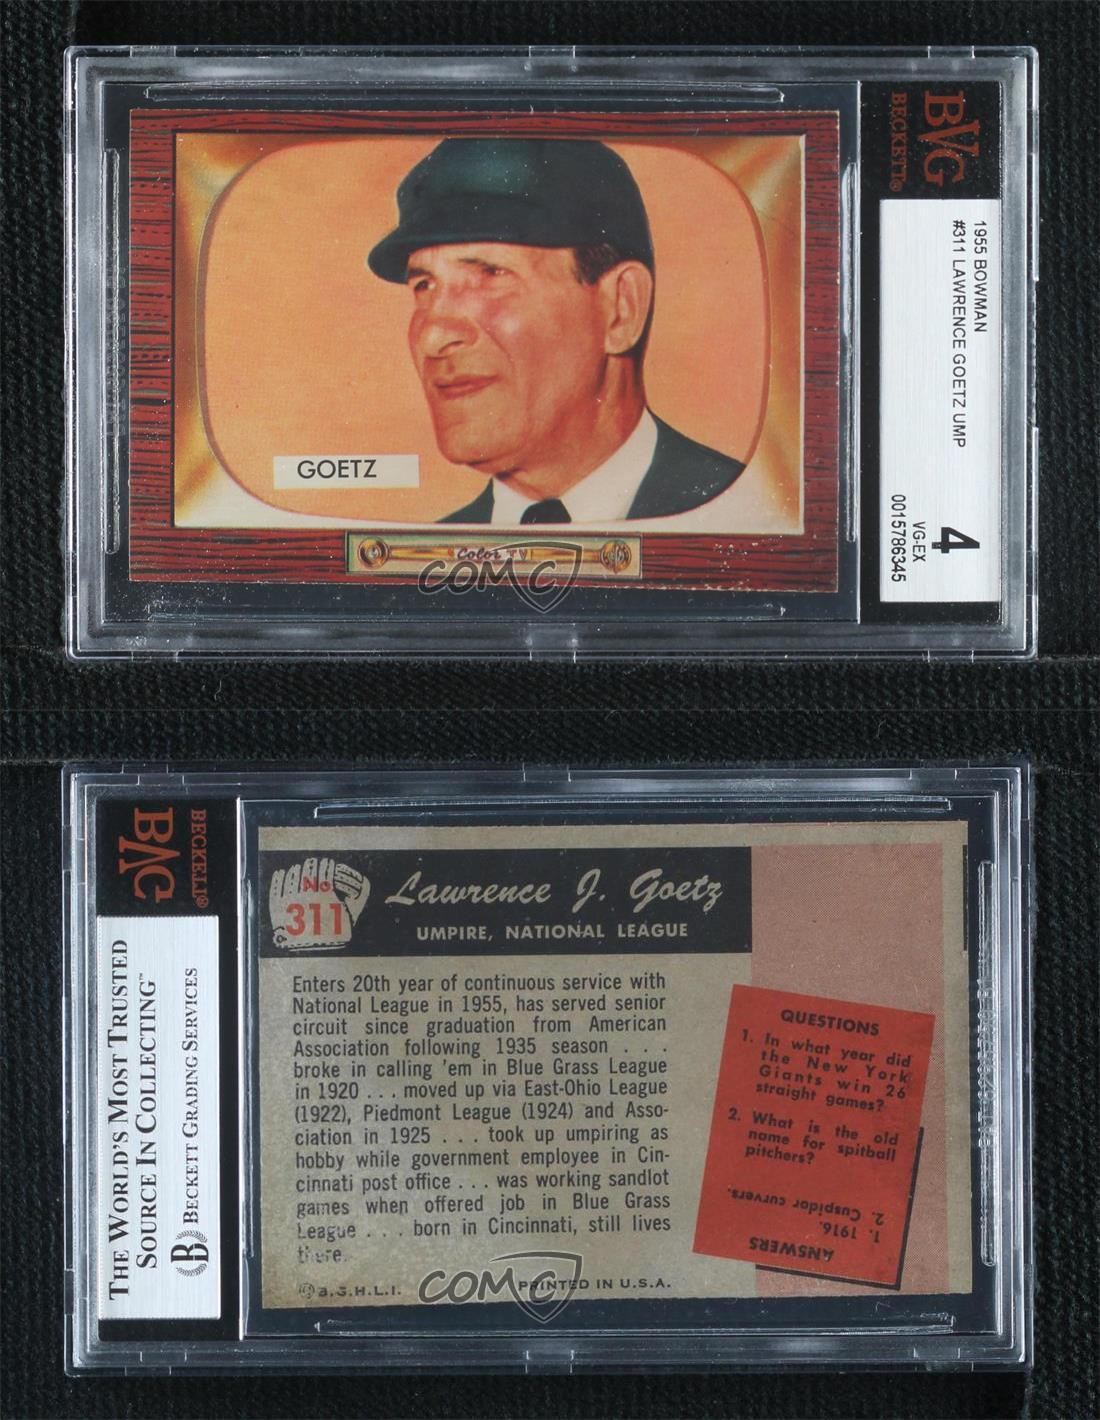 BVG
BECKETT®
1955 BOWMAN
#311 LAWRENCE GOETZ UMP
4
VG-EX
0015786345
GOETZ
Color TV
COMC
BECKETT®
BVG
THE WORLD'S MOST TRUSTED
SOURCE IN COLLECTING™
BECKETT GRADING SERVICES
No.
311
Lawrence J. Goetz
UMPIRE, NATIONAL LEAGUE
Enters 20th year of continuous service with
National League in 1955, has served senior
circuit since graduation from American
Association following 1935 season . . .
broke in calling 'em in Blue Grass League
in 1920 . . . moved up via East-Ohio League
(1922), Piedmont League (1924) and Asso-
ciation in 1925 . . . took up umpiring as
hobby while government employee in Cin-
cinnati post office . . . was working sandlot
games when offered job in Blue Grass
League . . . born in Cincinnati, still lives
there.
© B.G.H.L.I. PRINTED IN U.S.A.
QUESTIONS
1. In what year did
the New York
Giants win 26
straight games?
2. What is the old
name for spitball
pitchers?
ANSWERS
1. 1916.
2. Cuspidor curvers.
COMC